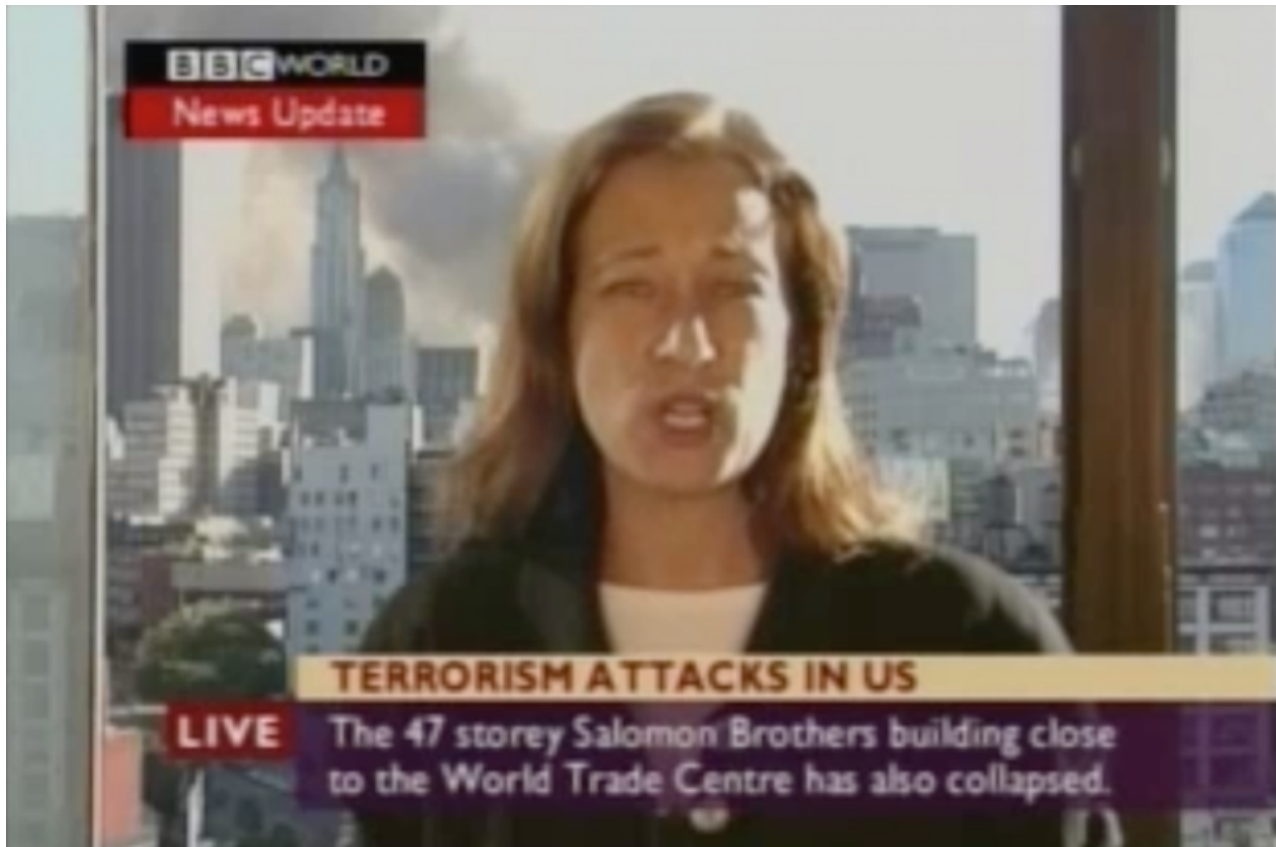 BBC WORLD
News Update
TERRORISM ATTACKS IN US
LIVE
The 47 storey Salomon Brothers building close
to the World Trade Centre has also collapsed.